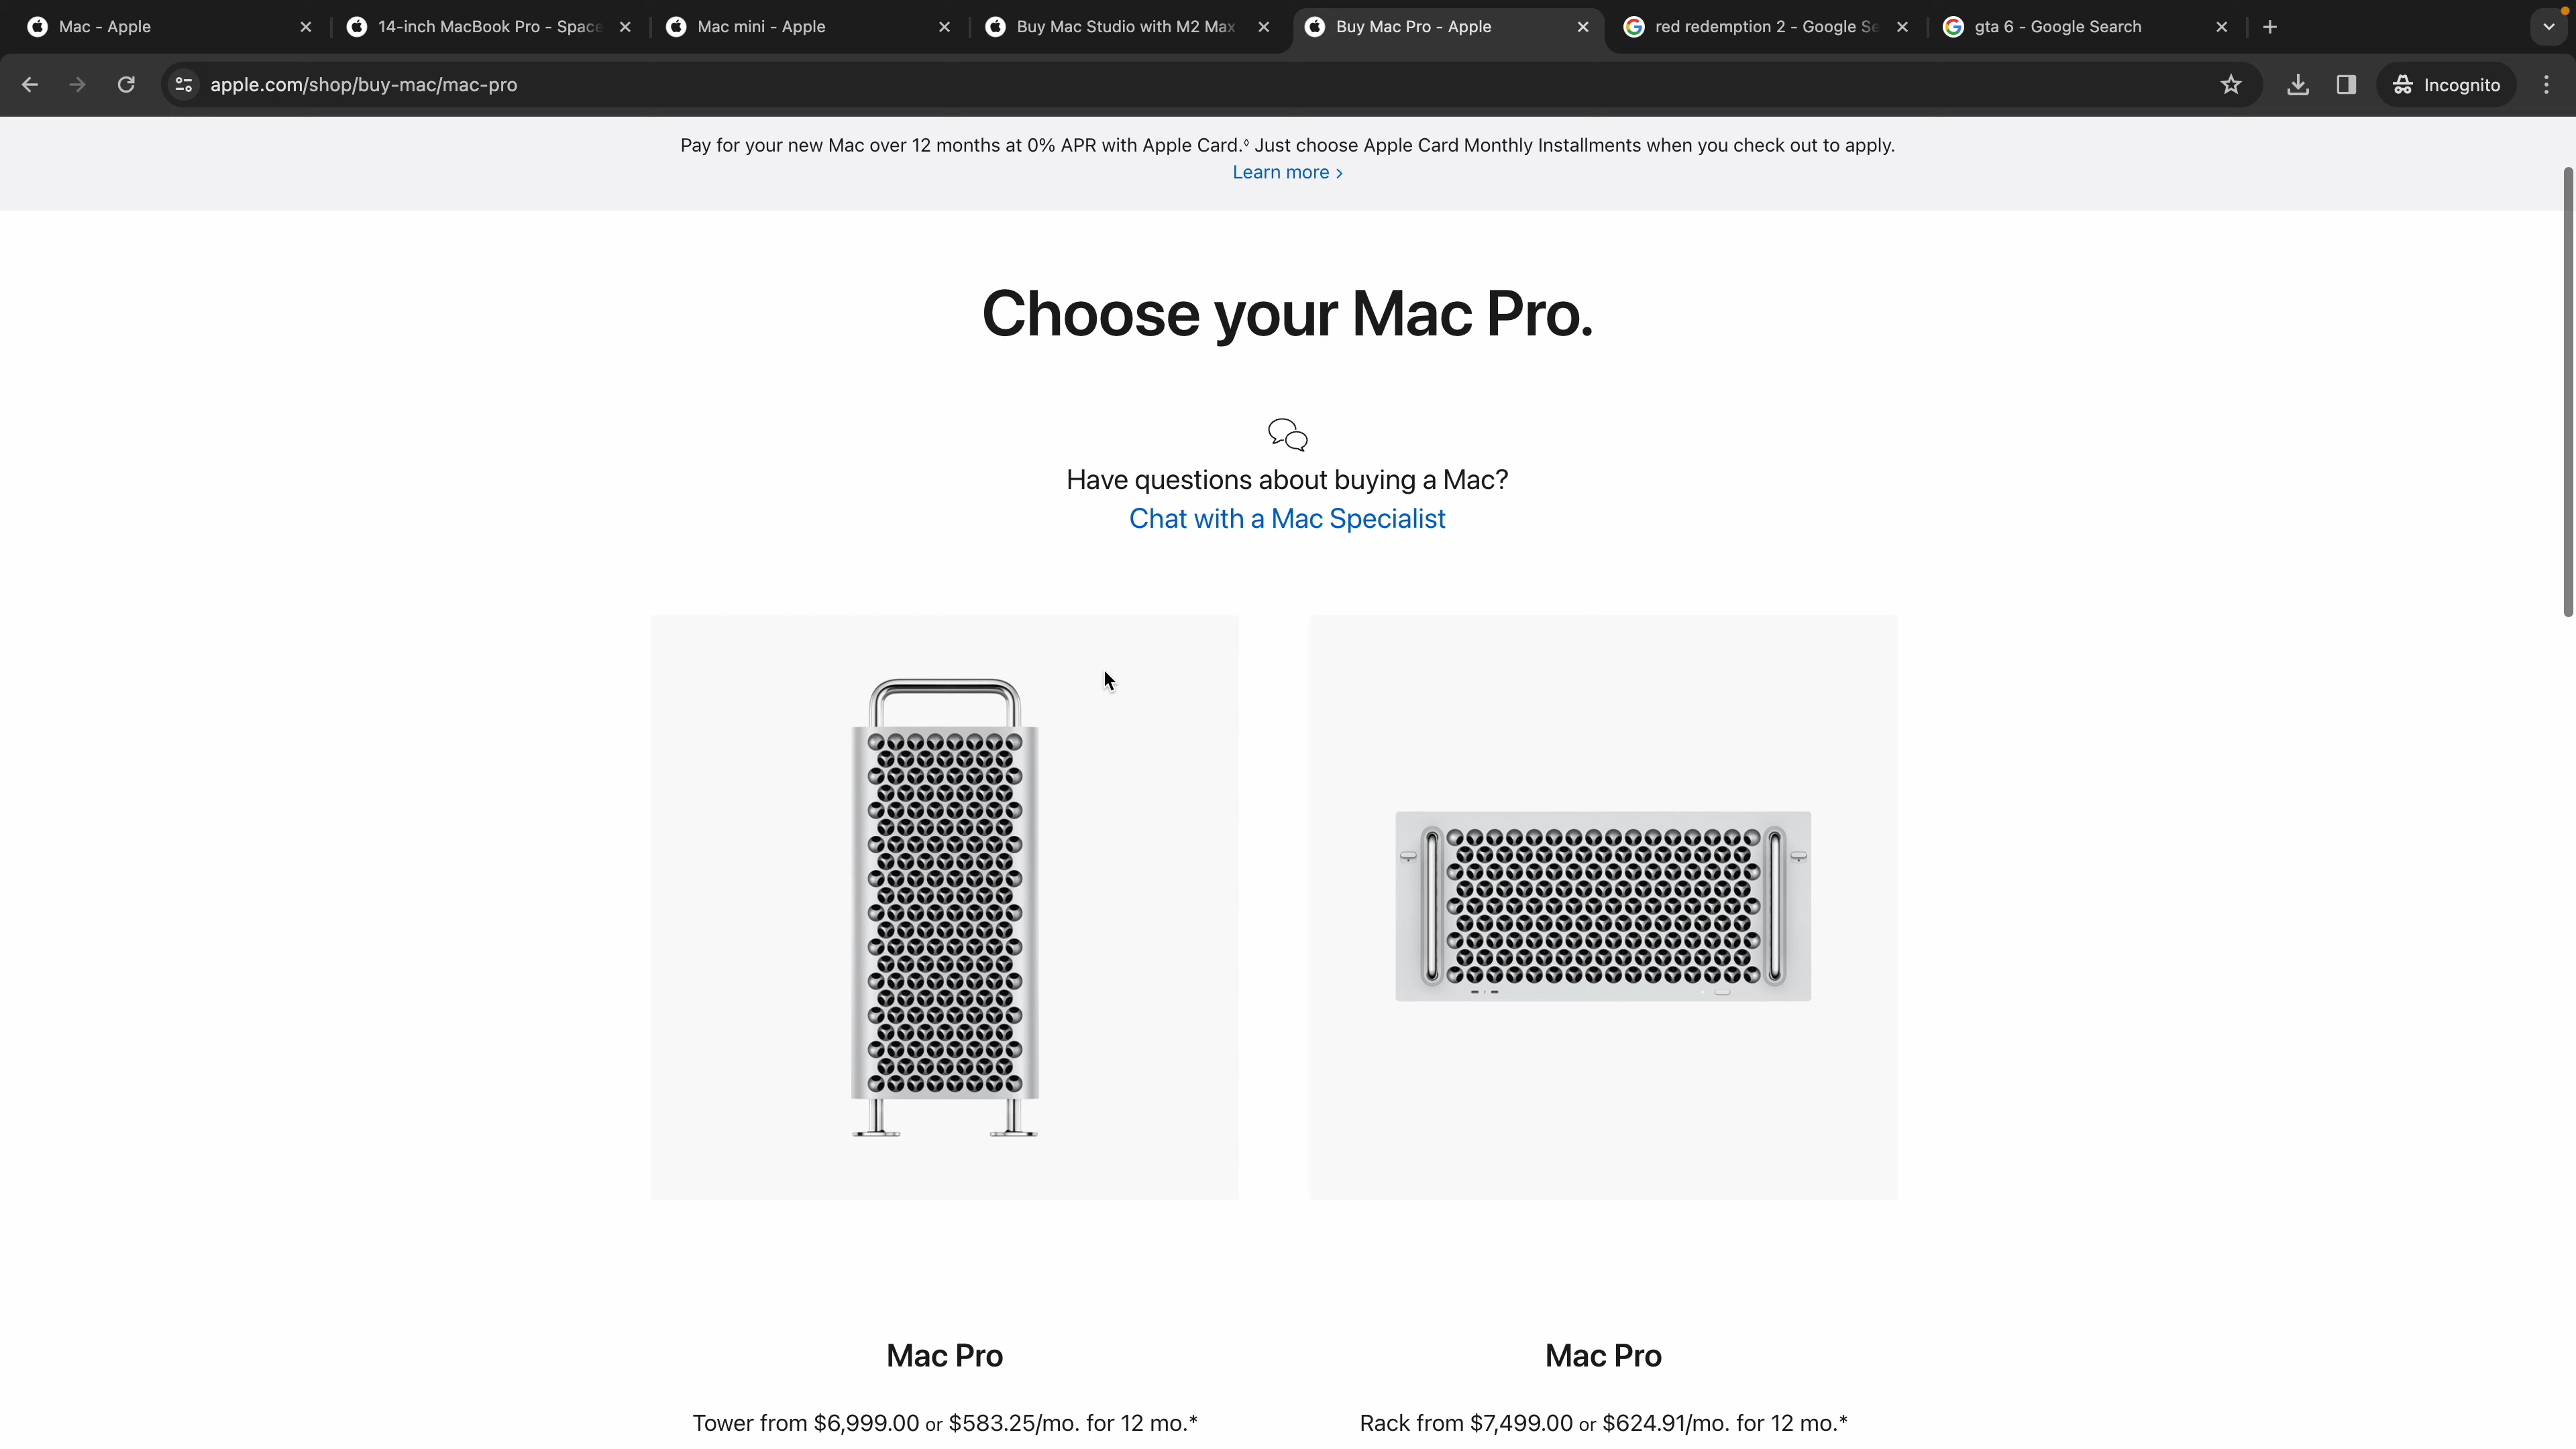 Mac - Apple
14-inch MacBook Pro - Space
Mac mini - Apple
Buy Mac Studio with M2 Max
Buy Mac Pro - Apple
red redemption 2 - Google Se
gta 6 - Google Search
apple.com/shop/buy-mac/mac-pro
Incognito
Pay for your new Mac over 12 months at 0% APR with Apple Card.◊ Just choose Apple Card Monthly Installments when you check out to apply.
Learn more >
Choose your Mac Pro.
Have questions about buying a Mac?
Chat with a Mac Specialist
Mac Pro
Tower from $6,999.00 or $583.25/mo. for 12 mo.*
Mac Pro
Rack from $7,499.00 or $624.91/mo. for 12 mo.*